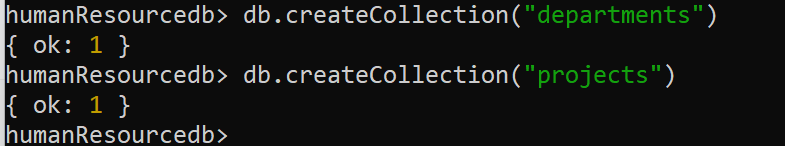 humanResourcedb> db.createCollection("departments")
{ ok: 1 }
humanResourcedb> db.createCollection("projects")
{ ok: 1 }
humanResourcedb>